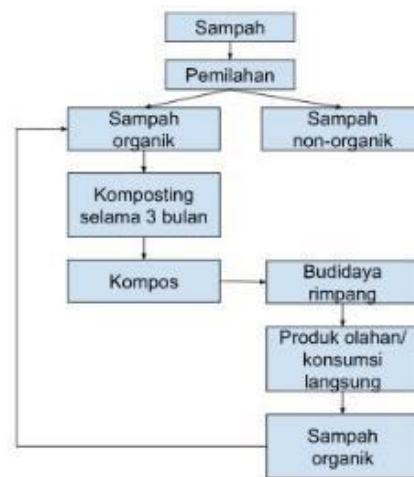 Sampah
Pemilahan
Sampah
organik
Sampah
non-organik
Komposting
selama 3 bulan
Kompos
Budidaya
rimpang
Produk olahan/
konsumsi
langsung
Sampah
organik